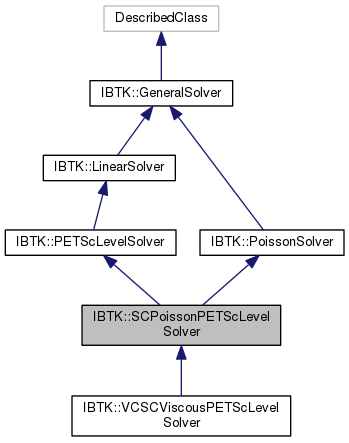 DescribedClass
IBTK::GeneralSolver
IBTK::LinearSolver
IBTK::PETScLevelSolver
IBTK::PoissonSolver
IBTK::SCPoissonPETScLevel
Solver
IBTK::VCSCViscousPETScLevel
Solver